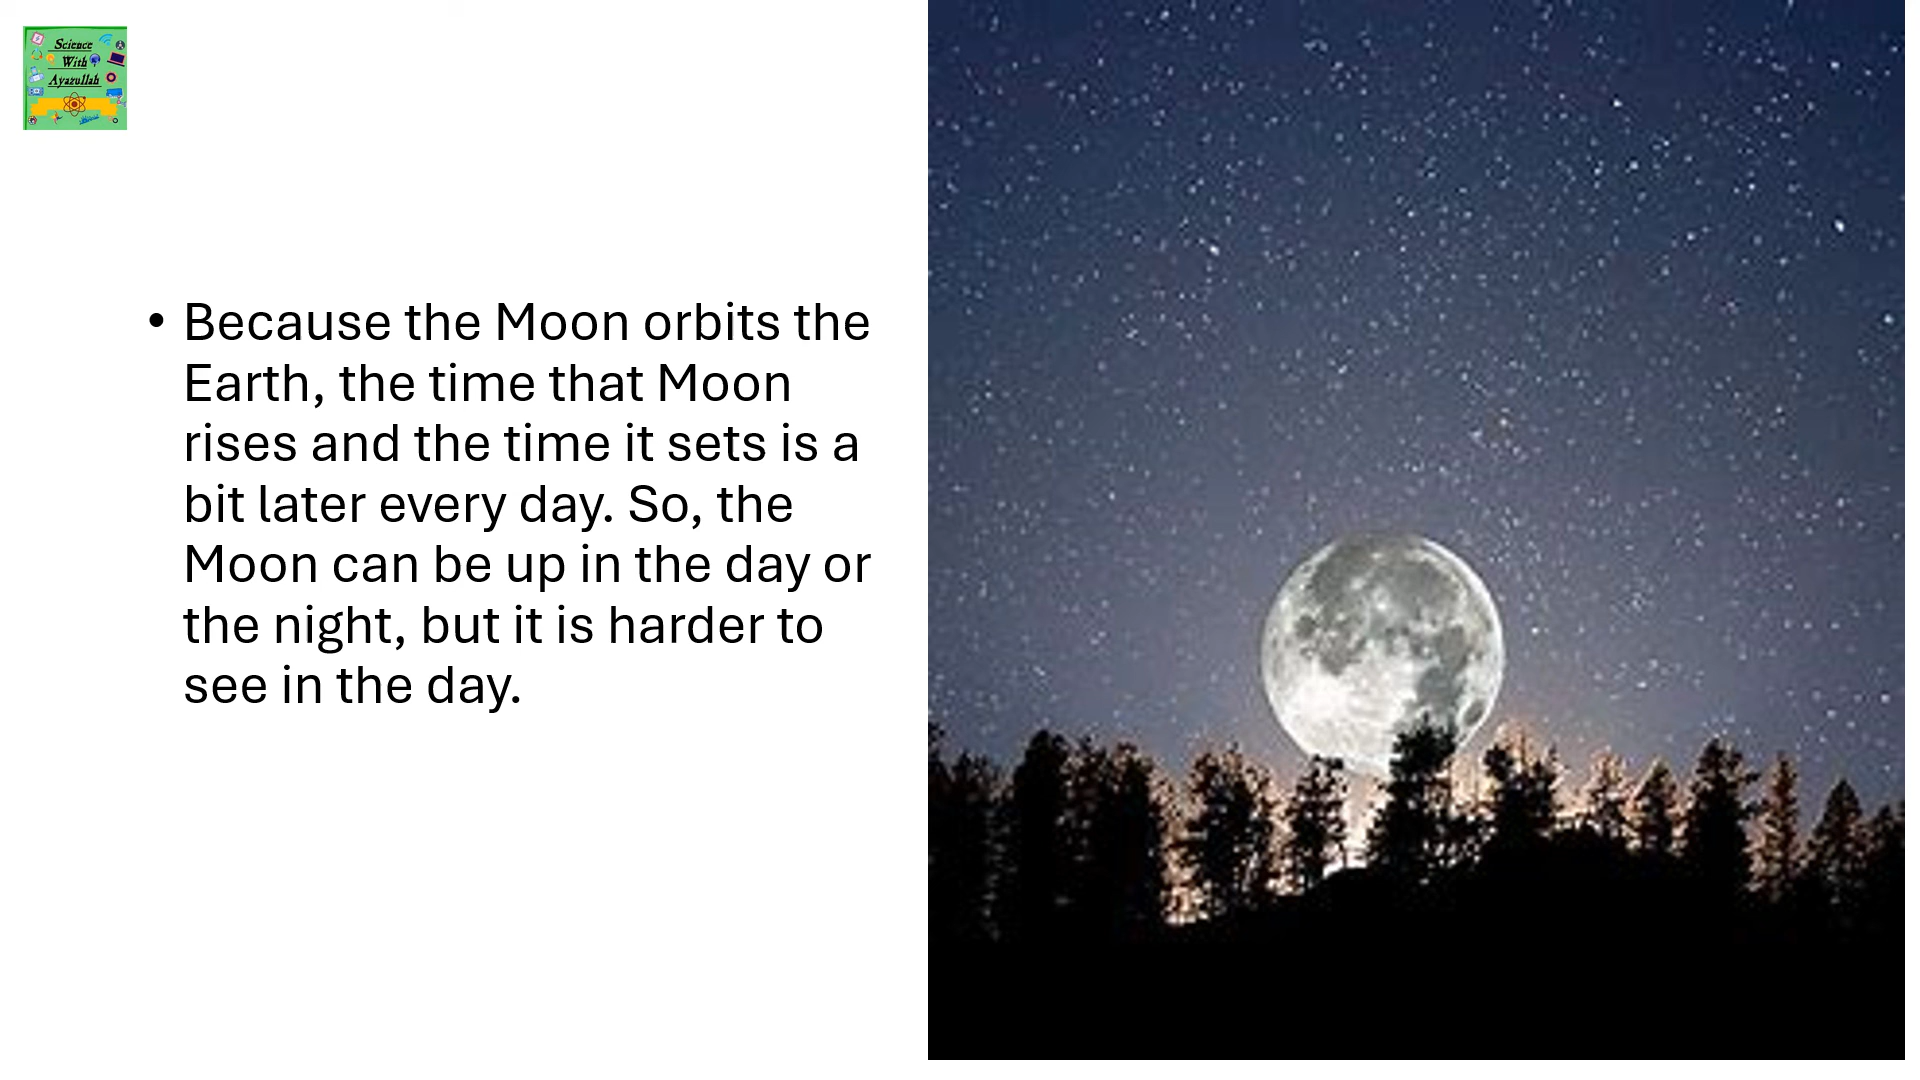 Science
With
Ayazullah
• Because the Moon orbits the
Earth, the time that Moon
rises and the time it sets is a
bit later every day. So, the
Moon can be up in the day or
the night, but it is harder to
see in the day.